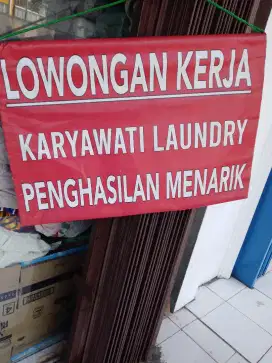 LOWONGAN KERJA
KARYAWATI LAUNDRY
PENGHASILAN MENARIK